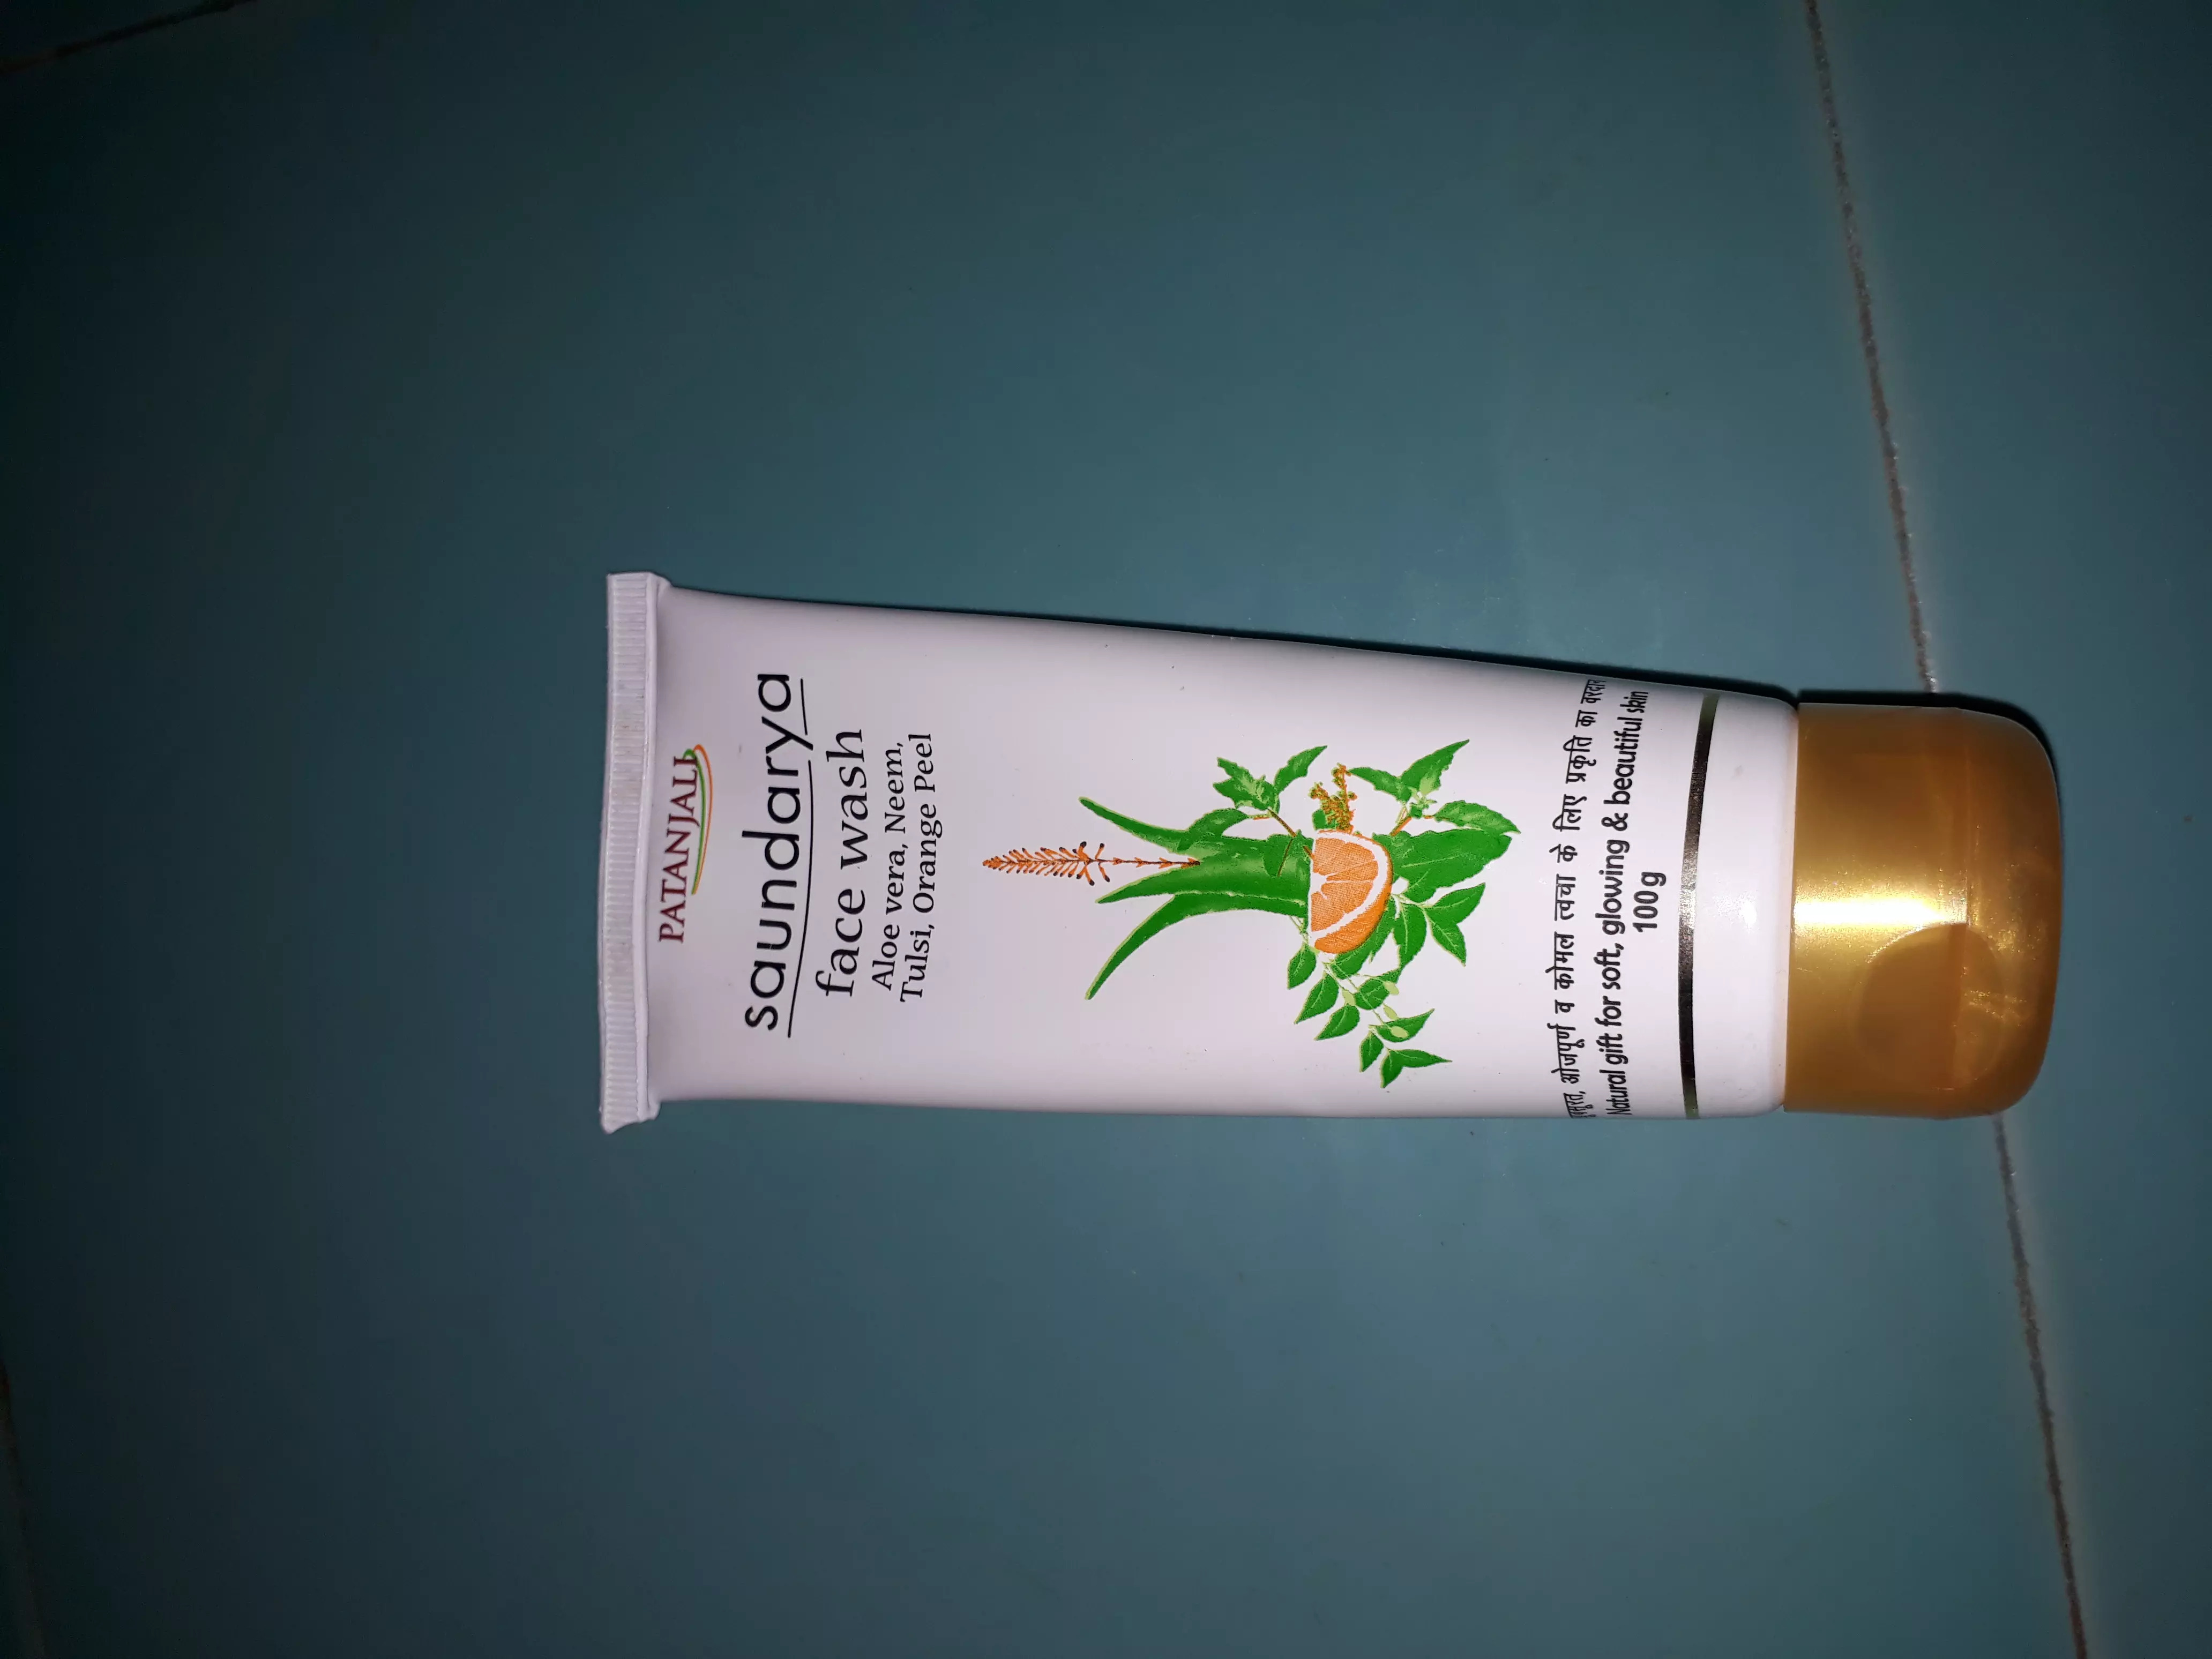 PATANJALI
saundarya
face wash
Aloe vera, Neem,
Tulsi, Orange Peel
ओजपूर्ण व कोमल त्वचा के लिए प्रकृति का वरदान
Natural gift for soft, glowing & beautiful skin
100g